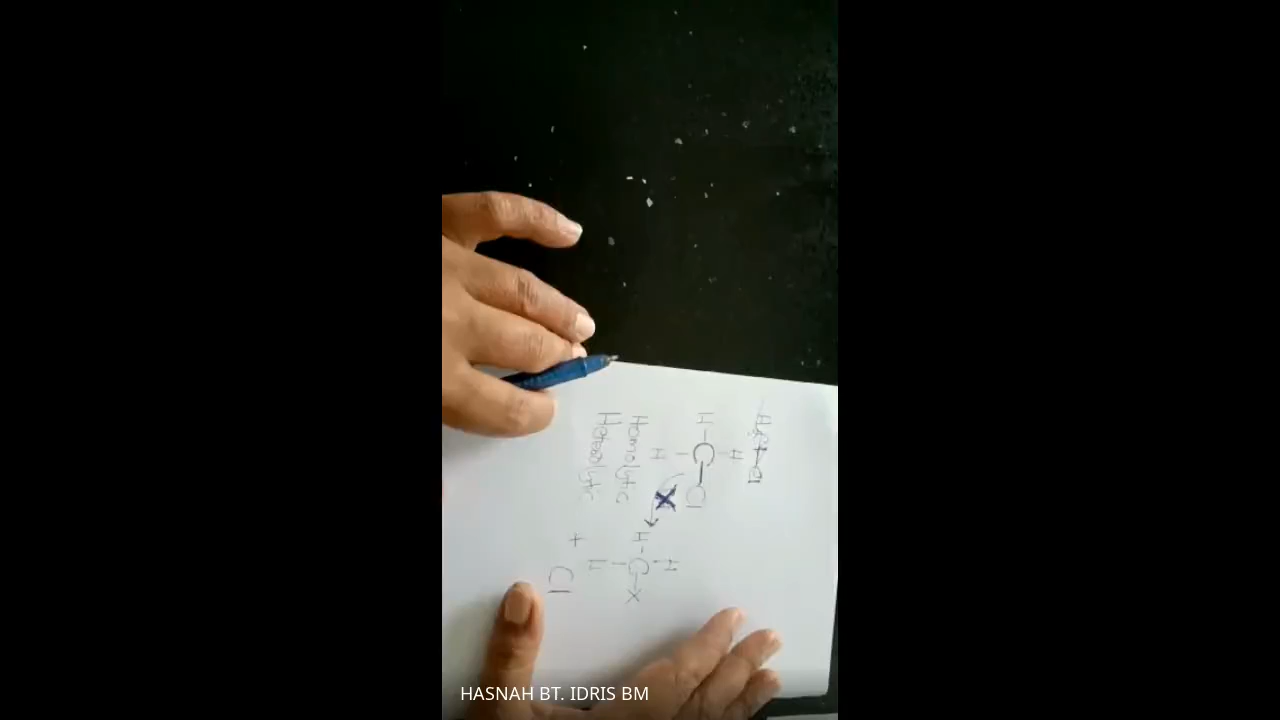 H
H C Cl
H
X
Homolytic
Heterolytic
H
H C X
H
+ Cl
HASNAH BT. IDRIS BM